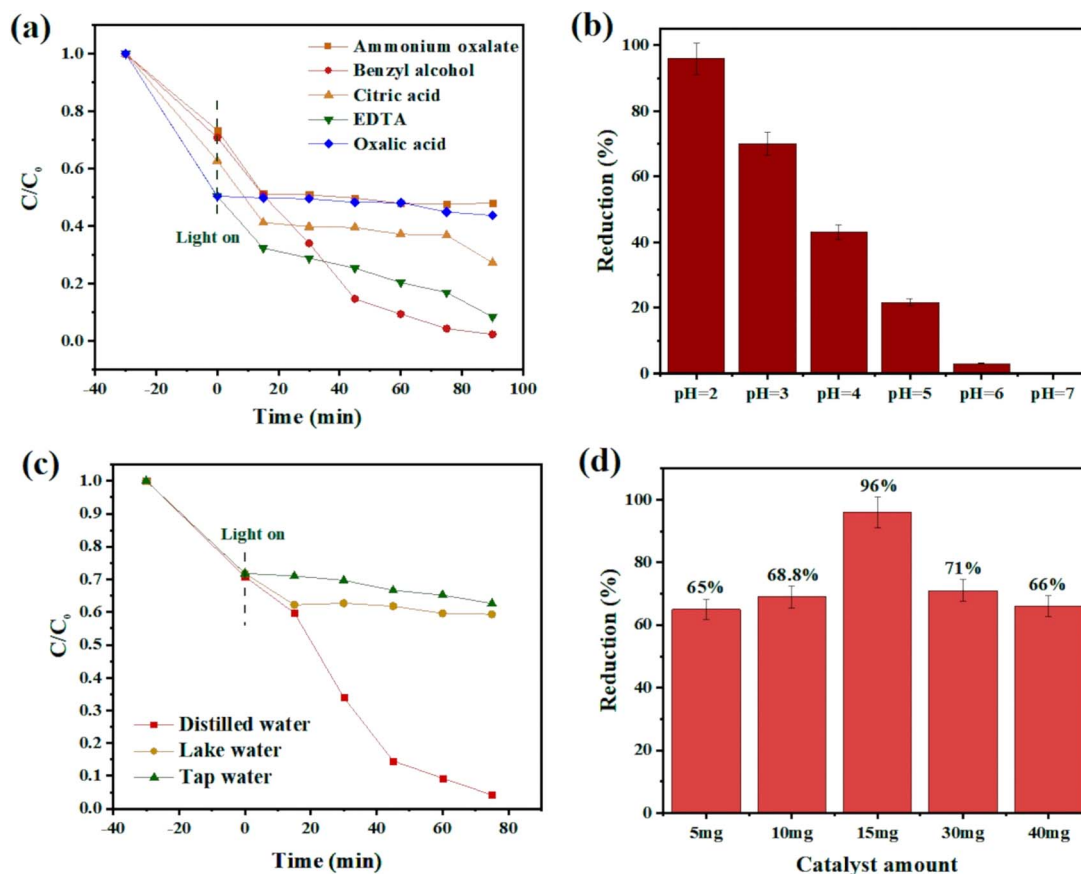 (a)
Ammonium oxalate
Benzyl alcohol
Citric acid
EDTA
Oxalic acid
Light on
C/C₀
1.0
0.8
0.6
0.4
0.2
0.0
-40 -20 0 20 40 60 80 100
Time (min)
(b)
Reduction (%)
100
80
60
40
20
0
pH=2 pH=3 pH=4 pH=5 pH=6 pH=7
(c)
Light on
C/C₀
1.0
0.9
0.8
0.7
0.6
0.5
0.4
0.3
0.2
0.1
0.0
Distilled water
Lake water
Tap water
-40 -20 0 20 40 60 80
Time (min)
(d)
Reduction (%)
100
80
60
40
20
0
65% 68.8% 96% 71% 66%
5mg 10mg 15mg 30mg 40mg
Catalyst amount